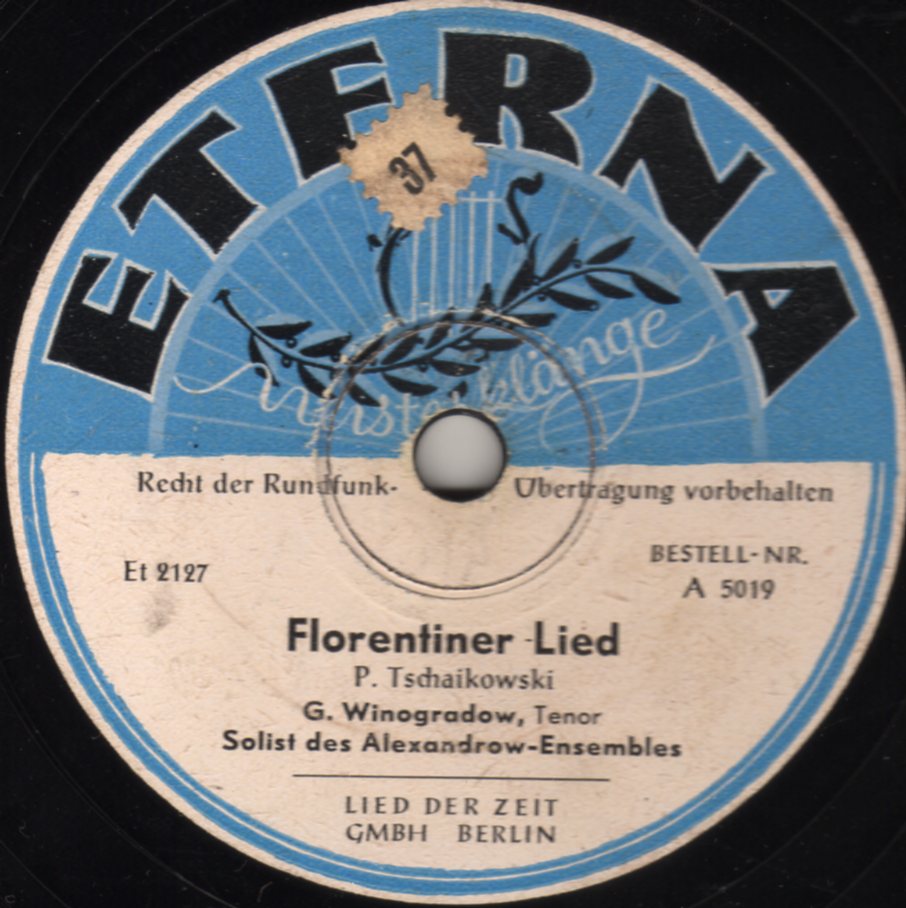 ETERNA
37
Recht der Rundfunk- Übertragung vorbehalten
Et 2127
BESTELL-NR.
A 5019
Florentiner Lied
P. Tschaikowski
G. Winogradow, Tenor
Solist des Alexandrow-Ensembles
LIED DER ZEIT
GMBH BERLIN